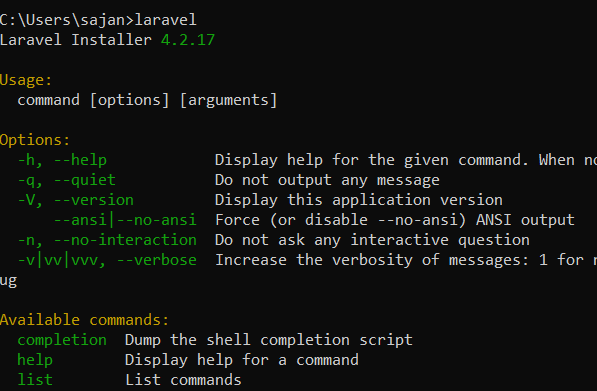 C:\Users\sajan>laravel
Laravel Installer 4.2.17
Usage:
command [options] [arguments]
Options:
-h, --help Display help for the given command. When no
-q, --quiet Do not output any message
-V, --version Display this application version
--ansi|--no-ansi Force (or disable --no-ansi) ANSI output
-n, --no-interaction Do not ask any interactive question
-v|vv|vvv, --verbose Increase the verbosity of messages: 1 for
ug
Available commands:
completion Dump the shell completion script
help Display help for a command
list List commands